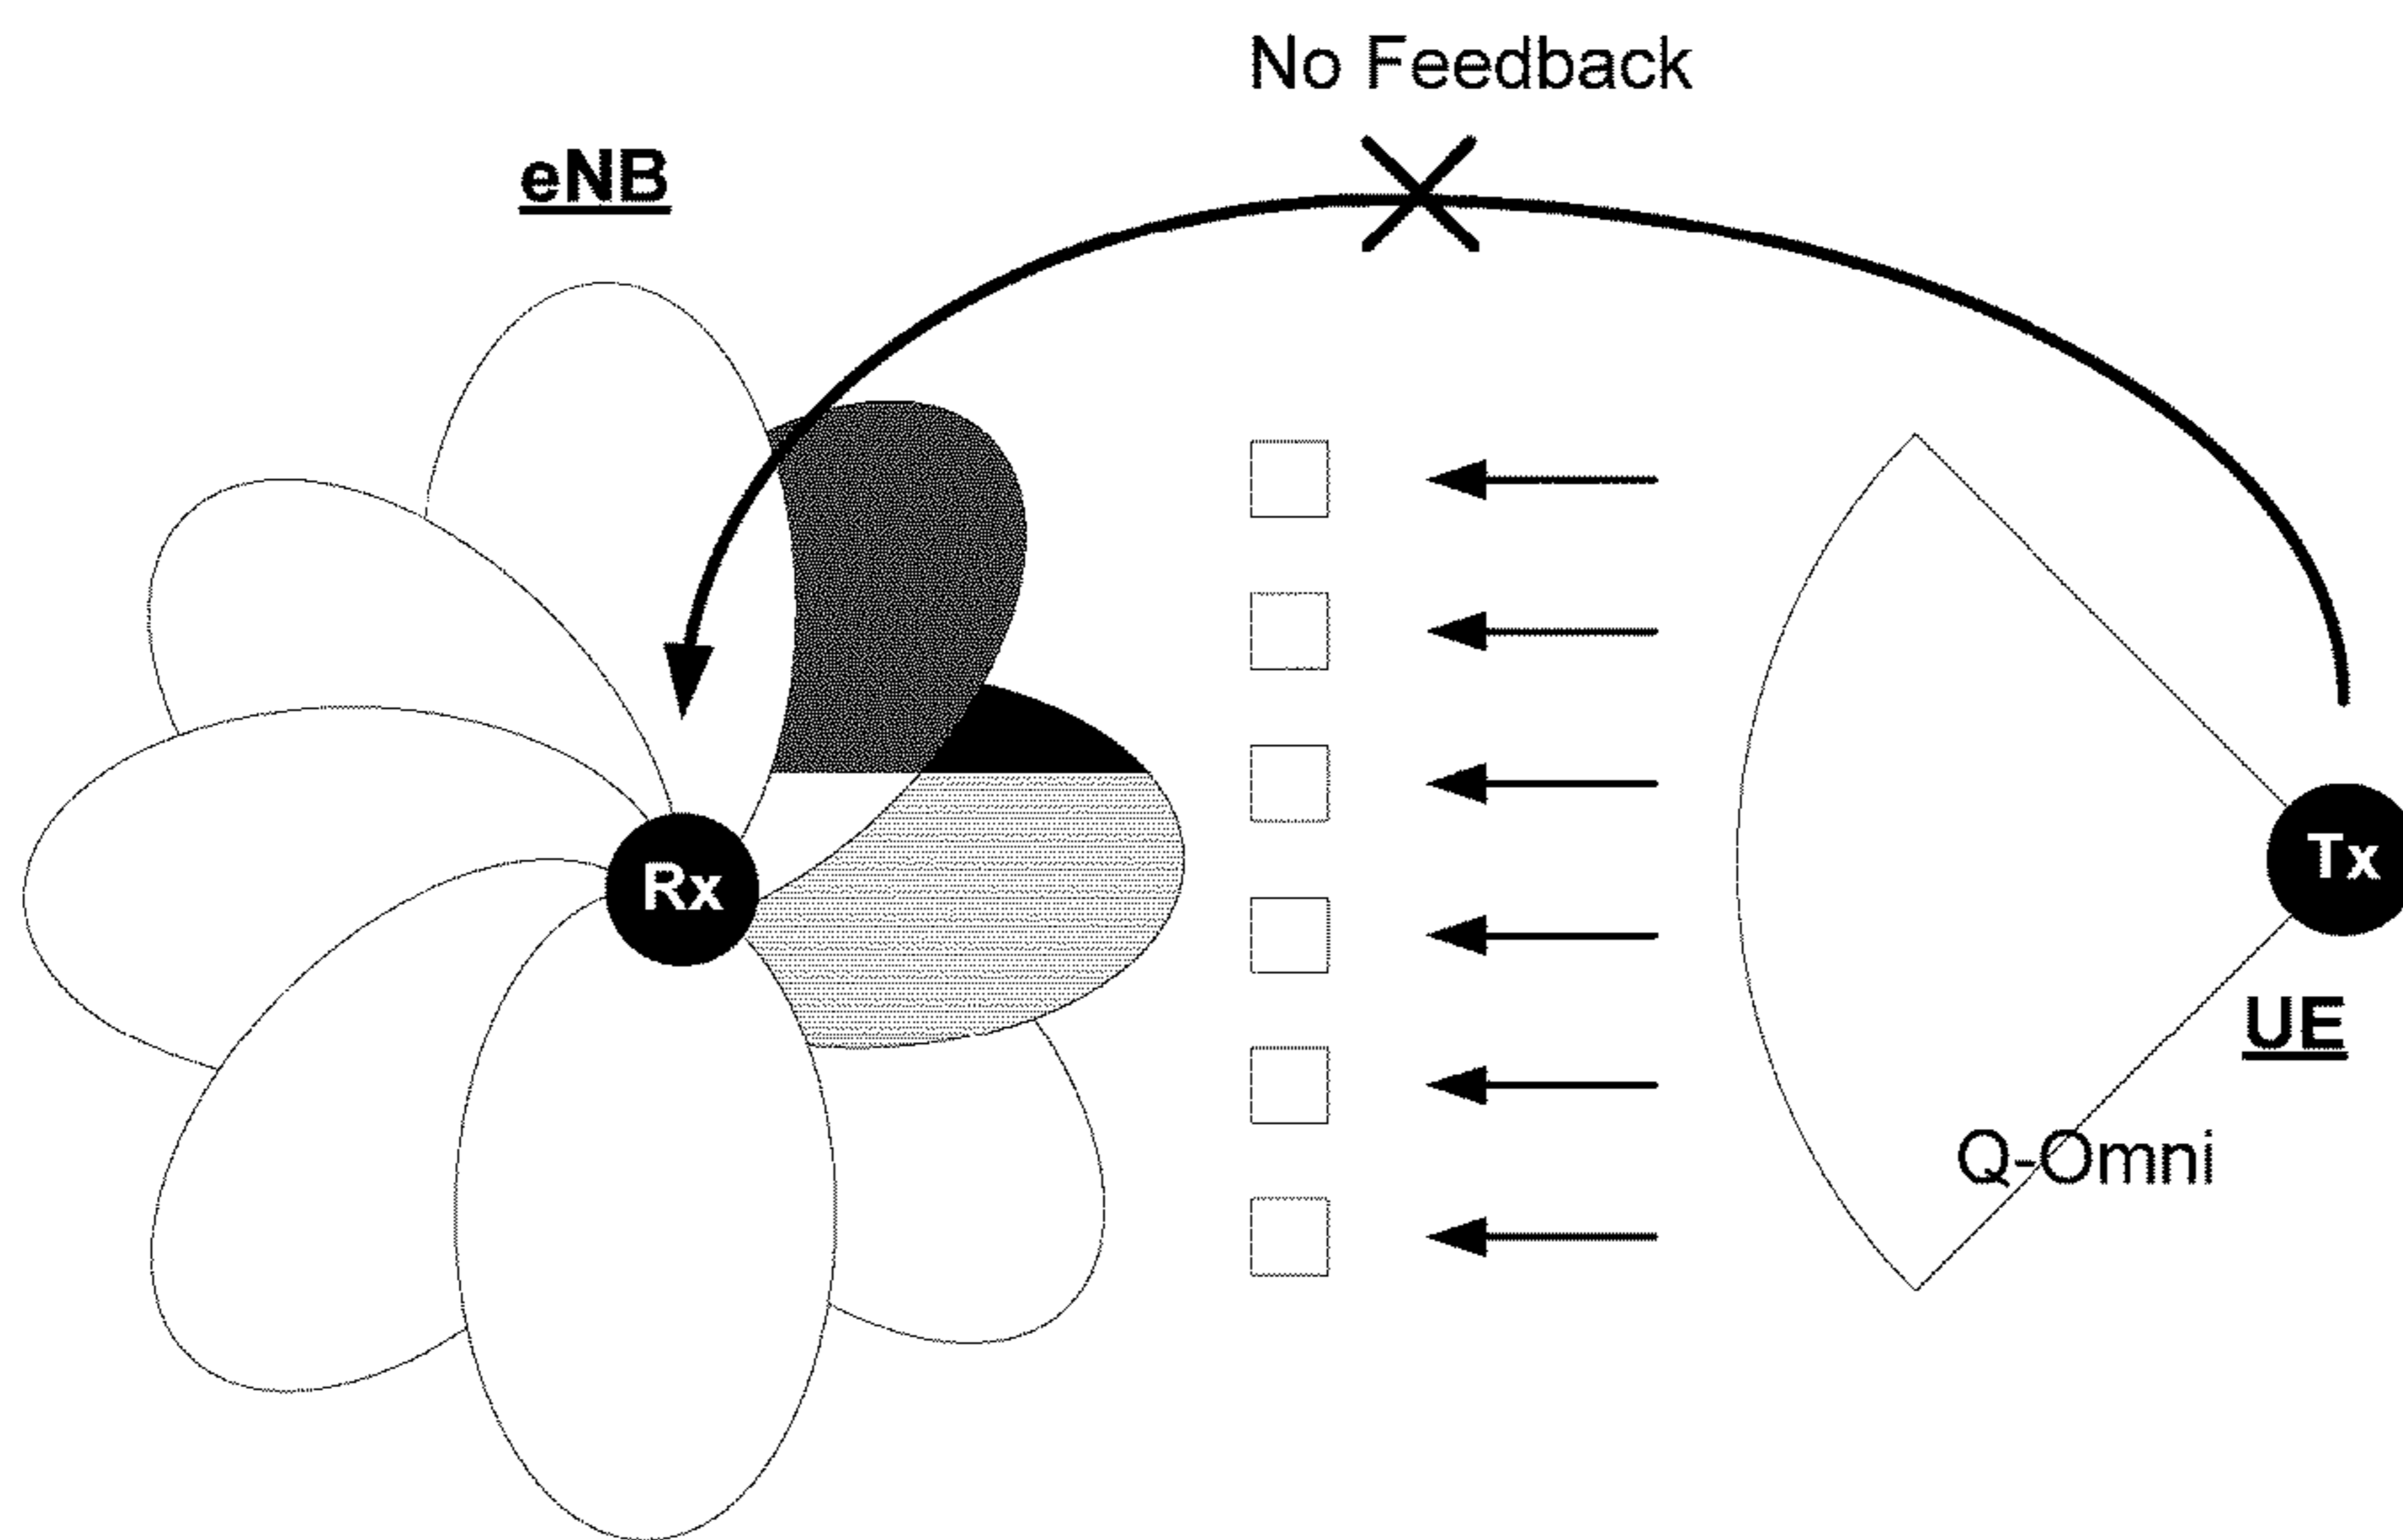 No Feedback
eNB
Rx
Tx
UE
Q-Omni